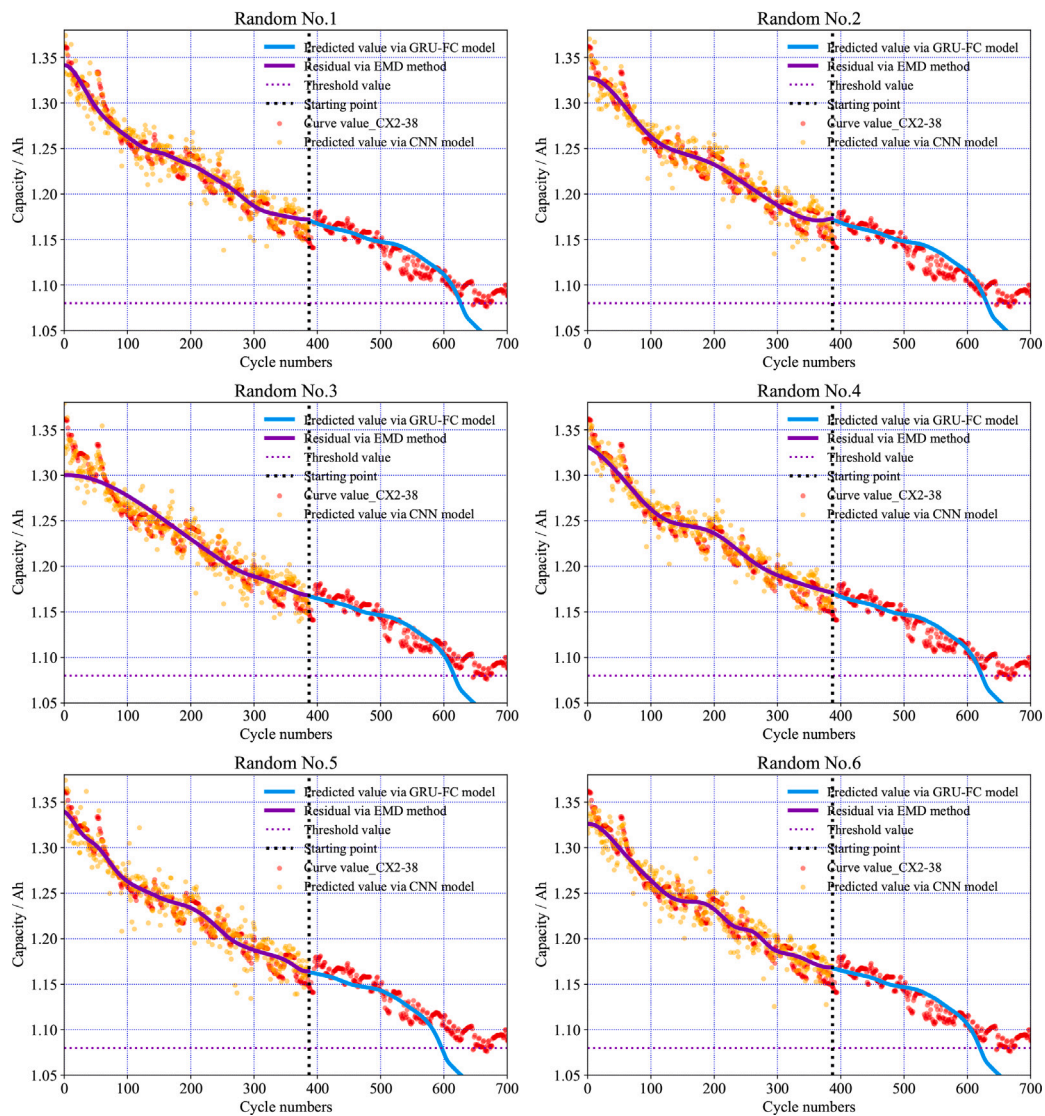 Random No.1
Capacity / Ah
1.35
1.30
1.25
1.20
1.15
1.10
1.05
Predicted value via GRU-FC model
Residual via EMD method
Threshold value
Starting point
Curve value_CX2-38
Predicted value via CNN model
0 100 200 300 400 500 600 700
Cycle numbers
Random No.2
Capacity / Ah
1.35
1.30
1.25
1.20
1.15
1.10
1.05
Predicted value via GRU-FC model
Residual via EMD method
Threshold value
Starting point
Curve value_CX2-38
Predicted value via CNN model
0 100 200 300 400 500 600 700
Cycle numbers
Random No.3
Capacity / Ah
1.35
1.30
1.25
1.20
1.15
1.10
1.05
Predicted value via GRU-FC model
Residual via EMD method
Threshold value
Starting point
Curve value_CX2-38
Predicted value via CNN model
0 100 200 300 400 500 600 700
Cycle numbers
Random No.4
Capacity / Ah
1.35
1.30
1.25
1.20
1.15
1.10
1.05
Predicted value via GRU-FC model
Residual via EMD method
Threshold value
Starting point
Curve value_CX2-38
Predicted value via CNN model
0 100 200 300 400 500 600 700
Cycle numbers
Random No.5
Capacity / Ah
1.35
1.30
1.25
1.20
1.15
1.10
1.05
Predicted value via GRU-FC model
Residual via EMD method
Threshold value
Starting point
Curve value_CX2-38
Predicted value via CNN model
0 100 200 300 400 500 600 700
Cycle numbers
Random No.6
Capacity / Ah
1.35
1.30
1.25
1.20
1.15
1.10
1.05
Predicted value via GRU-FC model
Residual via EMD method
Threshold value
Starting point
Curve value_CX2-38
Predicted value via CNN model
0 100 200 300 400 500 600 700
Cycle numbers